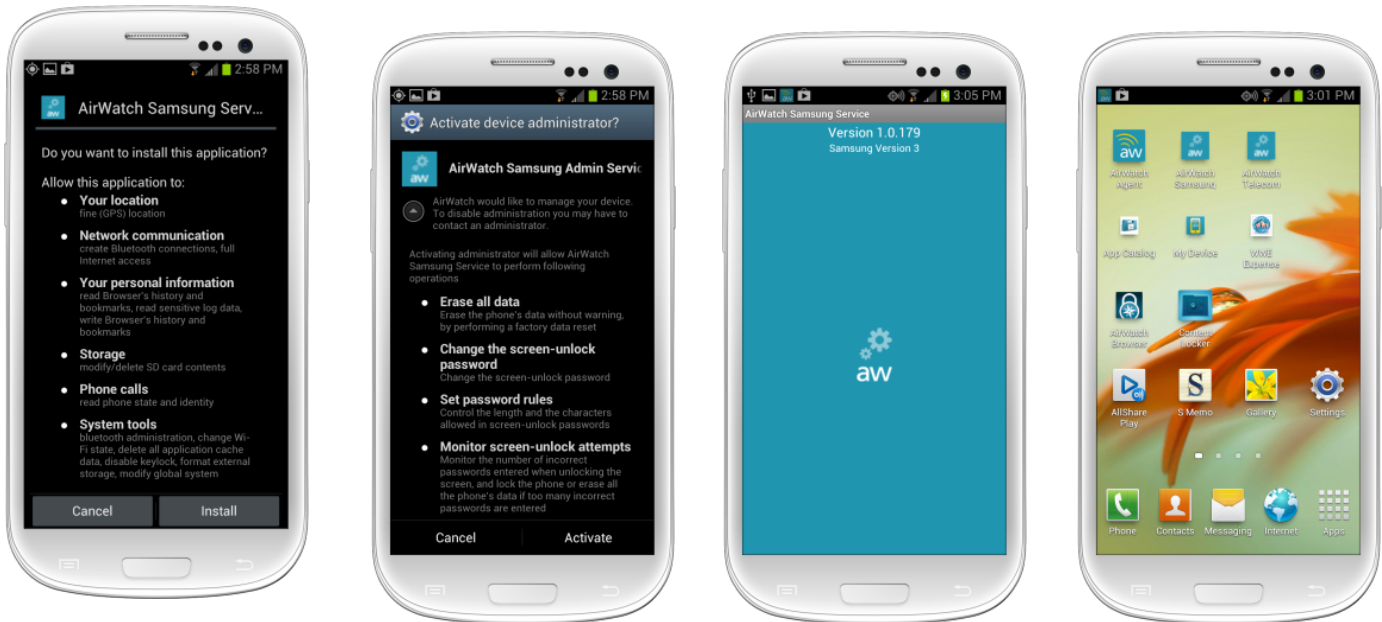 2:58 PM
aw
AirWatch Samsung Serv...
Do you want to install this application?
Allow this application to:
Your location
fine (GPS) location
Network communication
create Bluetooth connections, full
Internet access
Your personal information
read Browser's history and
bookmarks, read sensitive log data,
write Browser's history and
bookmarks
Storage
modify/delete SD card contents
Phone calls
read phone state and identity
System tools
bluetooth administration, change Wi-
Fi state, delete all application cache
data, disable keylock, format external
storage, modify global system
Cancel Install
2:58 PM
Activate device administrator?
aw
AirWatch Samsung Admin Servic
AirWatch would like to manage your device.
To disable administration you may have to
contact an administrator.
Activating administrator will allow AirWatch
Samsung Service to perform following
operations
Erase all data
Erase the phone's data without warning,
by performing a factory data reset
Change the screen-unlock
password
Change the screen-unlock password
Set password rules
Control the length and the characters
allowed in screen-unlock passwords
Monitor screen-unlock attempts
Monitor the number of incorrect
passwords entered when unlocking the
screen, and lock the phone or erase all
the phone's data if too many incorrect
passwords are entered
Cancel Activate
3:05 PM
AirWatch Samsung Service
Version 1.0.179
Samsung Version 3
aw
3:01 PM
aw aw aw
AirWatch Agent
AirWatch Samsung
AirWatch Telecom
App Catalog My Device WME Expense
AirWatch Browser
Content Locker
S
AllShare Play
S Memo Gallery Settings
Phone Contacts Messaging Internet Apps